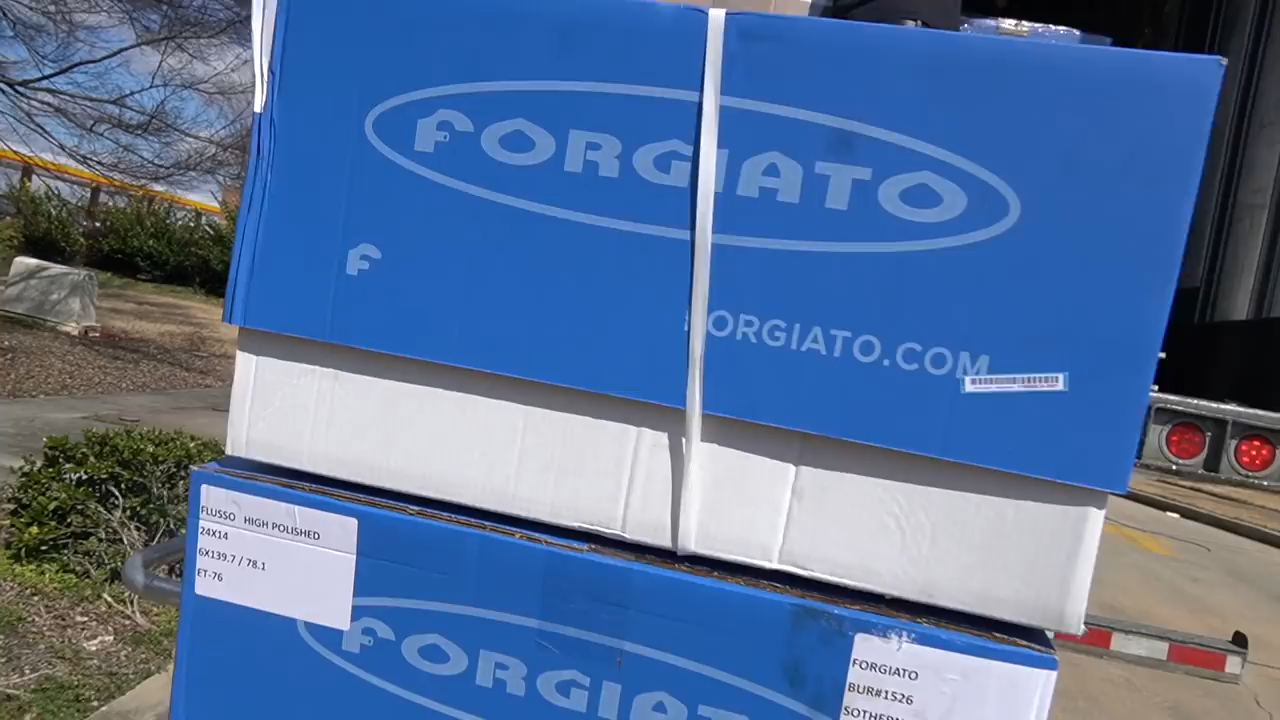 FORGIATO
F
FORGIATO.COM
FLUSSO HIGH POLISHED
24X14
6X139.7 / 78.1
ET-76
FORGIATO
FORGIATO
BUR#1526